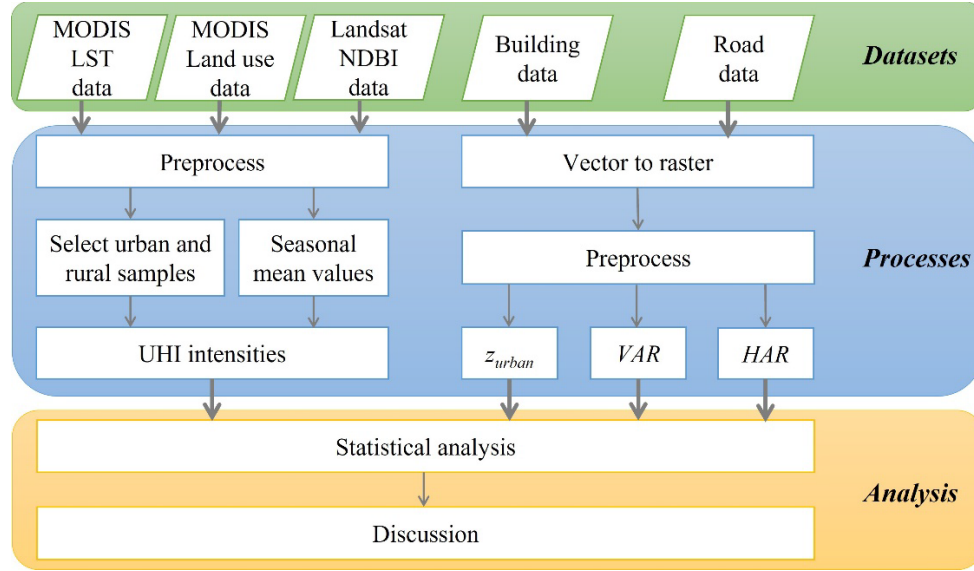 MODIS
LST
data
MODIS
Land use
data
Landsat
NDBI
data
Building
data
Road
data
Datasets
Preprocess
Vector to raster
Select urban and
rural samples
Seasonal
mean values
Preprocess
Processes
UHI intensities
z_urban
VAR
HAR
Statistical analysis
Analysis
Discussion